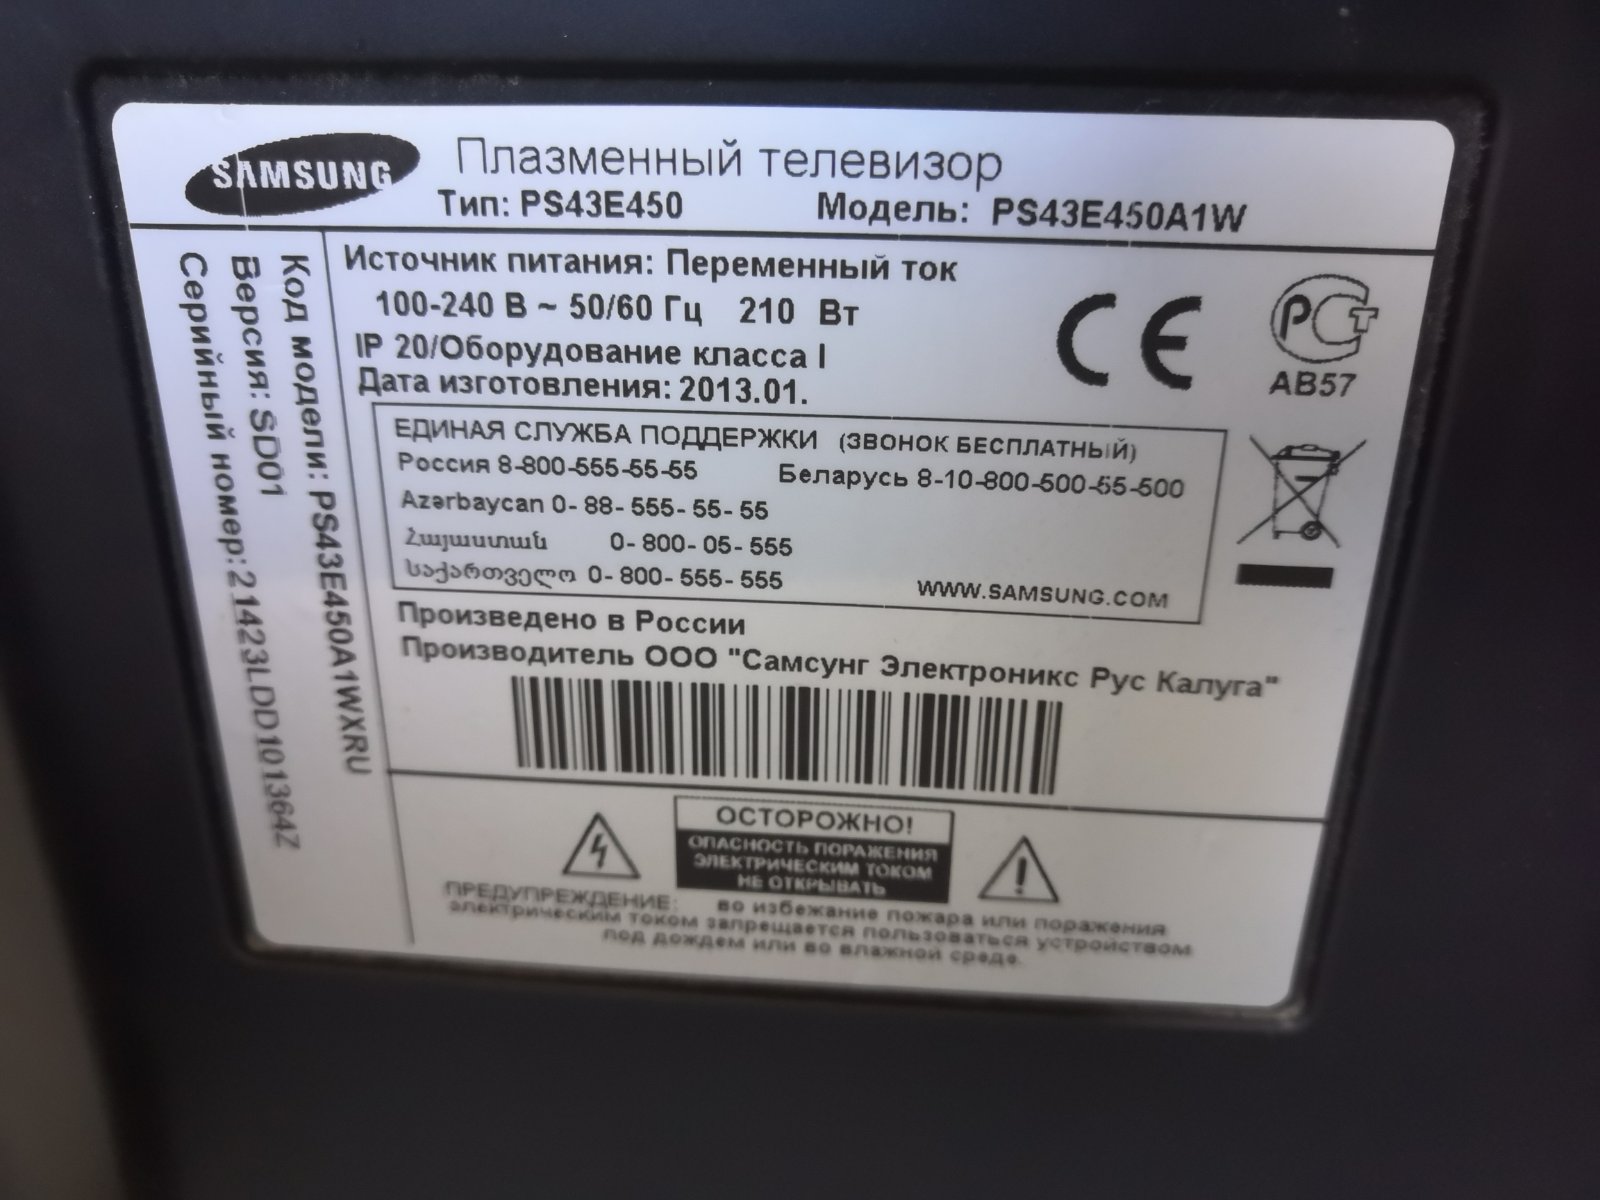 SAMSUNG
Плазменный телевизор
Тип: PS43E450 Модель: PS43E450A1W
Код модели: PS43E450A1WXRU
Версия: SD01
Серийный номер: 21423LDD101364Z
Источник питания: Переменный ток
100-240 В ~ 50/60 Гц 210 Вт
IP 20/Оборудование класса I
Дата изготовления: 2013.01.
CE
РСТ
АВ57
ЕДИНАЯ СЛУЖБА ПОДДЕРЖКИ (ЗВОНОК БЕСПЛАТНЫЙ)
Россия 8-800-555-55-55 Беларусь 8-10-800-500-55-500
Azərbaycan 0- 88- 555- 55- 55
Հայաստան 0- 800- 05- 555
საქართველო 0- 800- 555- 555
WWW.SAMSUNG.COM
Произведено в России
Производитель ООО "Самсунг Электроникс Рус Калуга"
ОСТОРОЖНО!
ОПАСНОСТЬ ПОРАЖЕНИЯ
ЭЛЕКТРИЧЕСКИМ ТОКОМ
НЕ ОТКРЫВАТЬ
ПРЕДУПРЕЖДЕНИЕ: во избежание пожара или поражения
электрическим током запрещается пользоваться устройством
под дождем или во влажной среде.